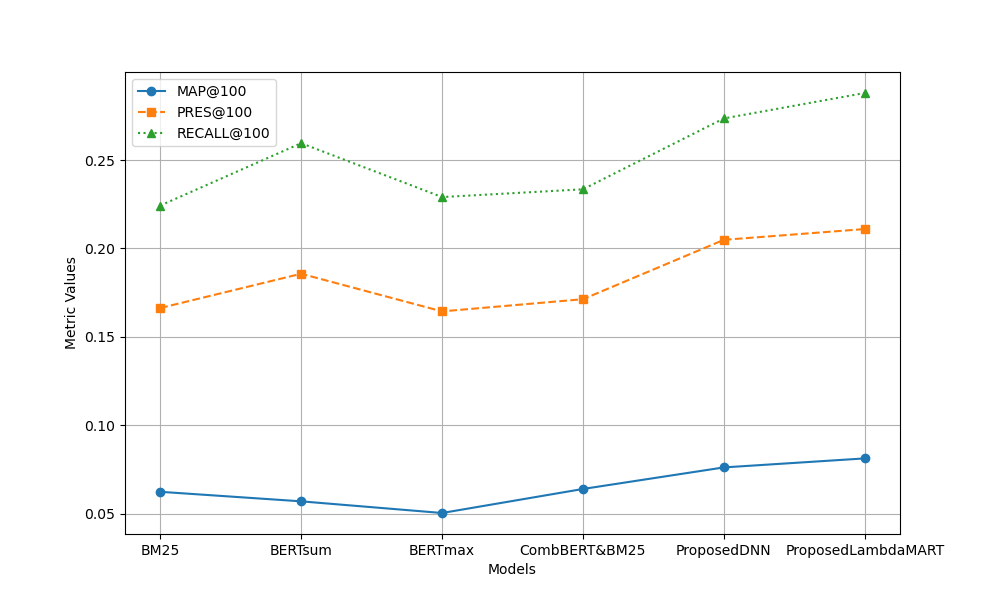 MAP@100
PRES@100
RECALL@100
Metric Values
0.25
0.20
0.15
0.10
0.05
BM25 BERTsum BERTmax CombBERT&BM25 ProposedDNN ProposedLambdaMART
Models